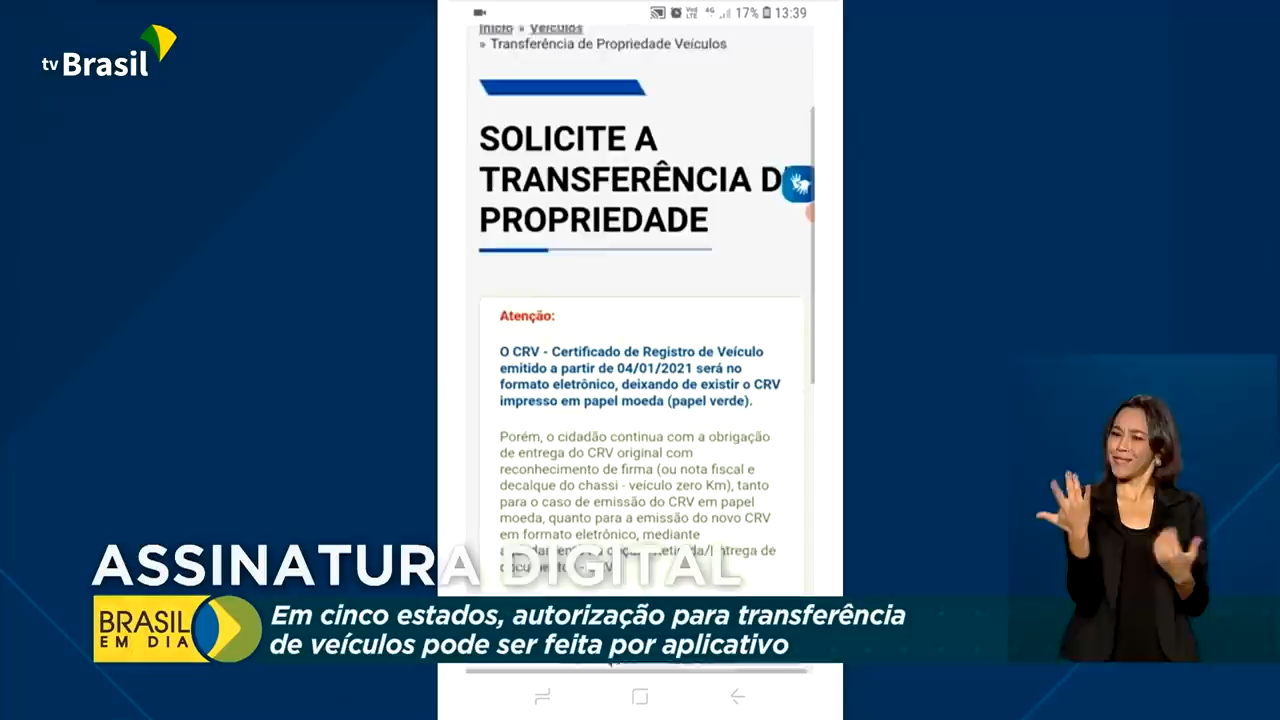 tv Brasil
VoLTE 4G 17% 13:39
Início » Veículos
» Transferência de Propriedade Veículos
SOLICITE A
TRANSFERÊNCIA D
PROPRIEDADE
Atenção:
O CRV - Certificado de Registro de Veículo
emitido a partir de 04/01/2021 será no
formato eletrônico, deixando de existir o CRV
impresso em papel moeda (papel verde).
Porém, o cidadão continua com a obrigação
de entrega do CRV original com
reconhecimento de firma (ou nota fiscal e
decalque do chassi - veículo zero Km), tanto
para o caso de emissão do CRV em papel
moeda, quanto para a emissão do novo CRV
em formato eletrônico, mediante
de
ASSINATURA DIGITAL
BRASIL
EM DIA
Em cinco estados, autorização para transferência
de veículos pode ser feita por aplicativo